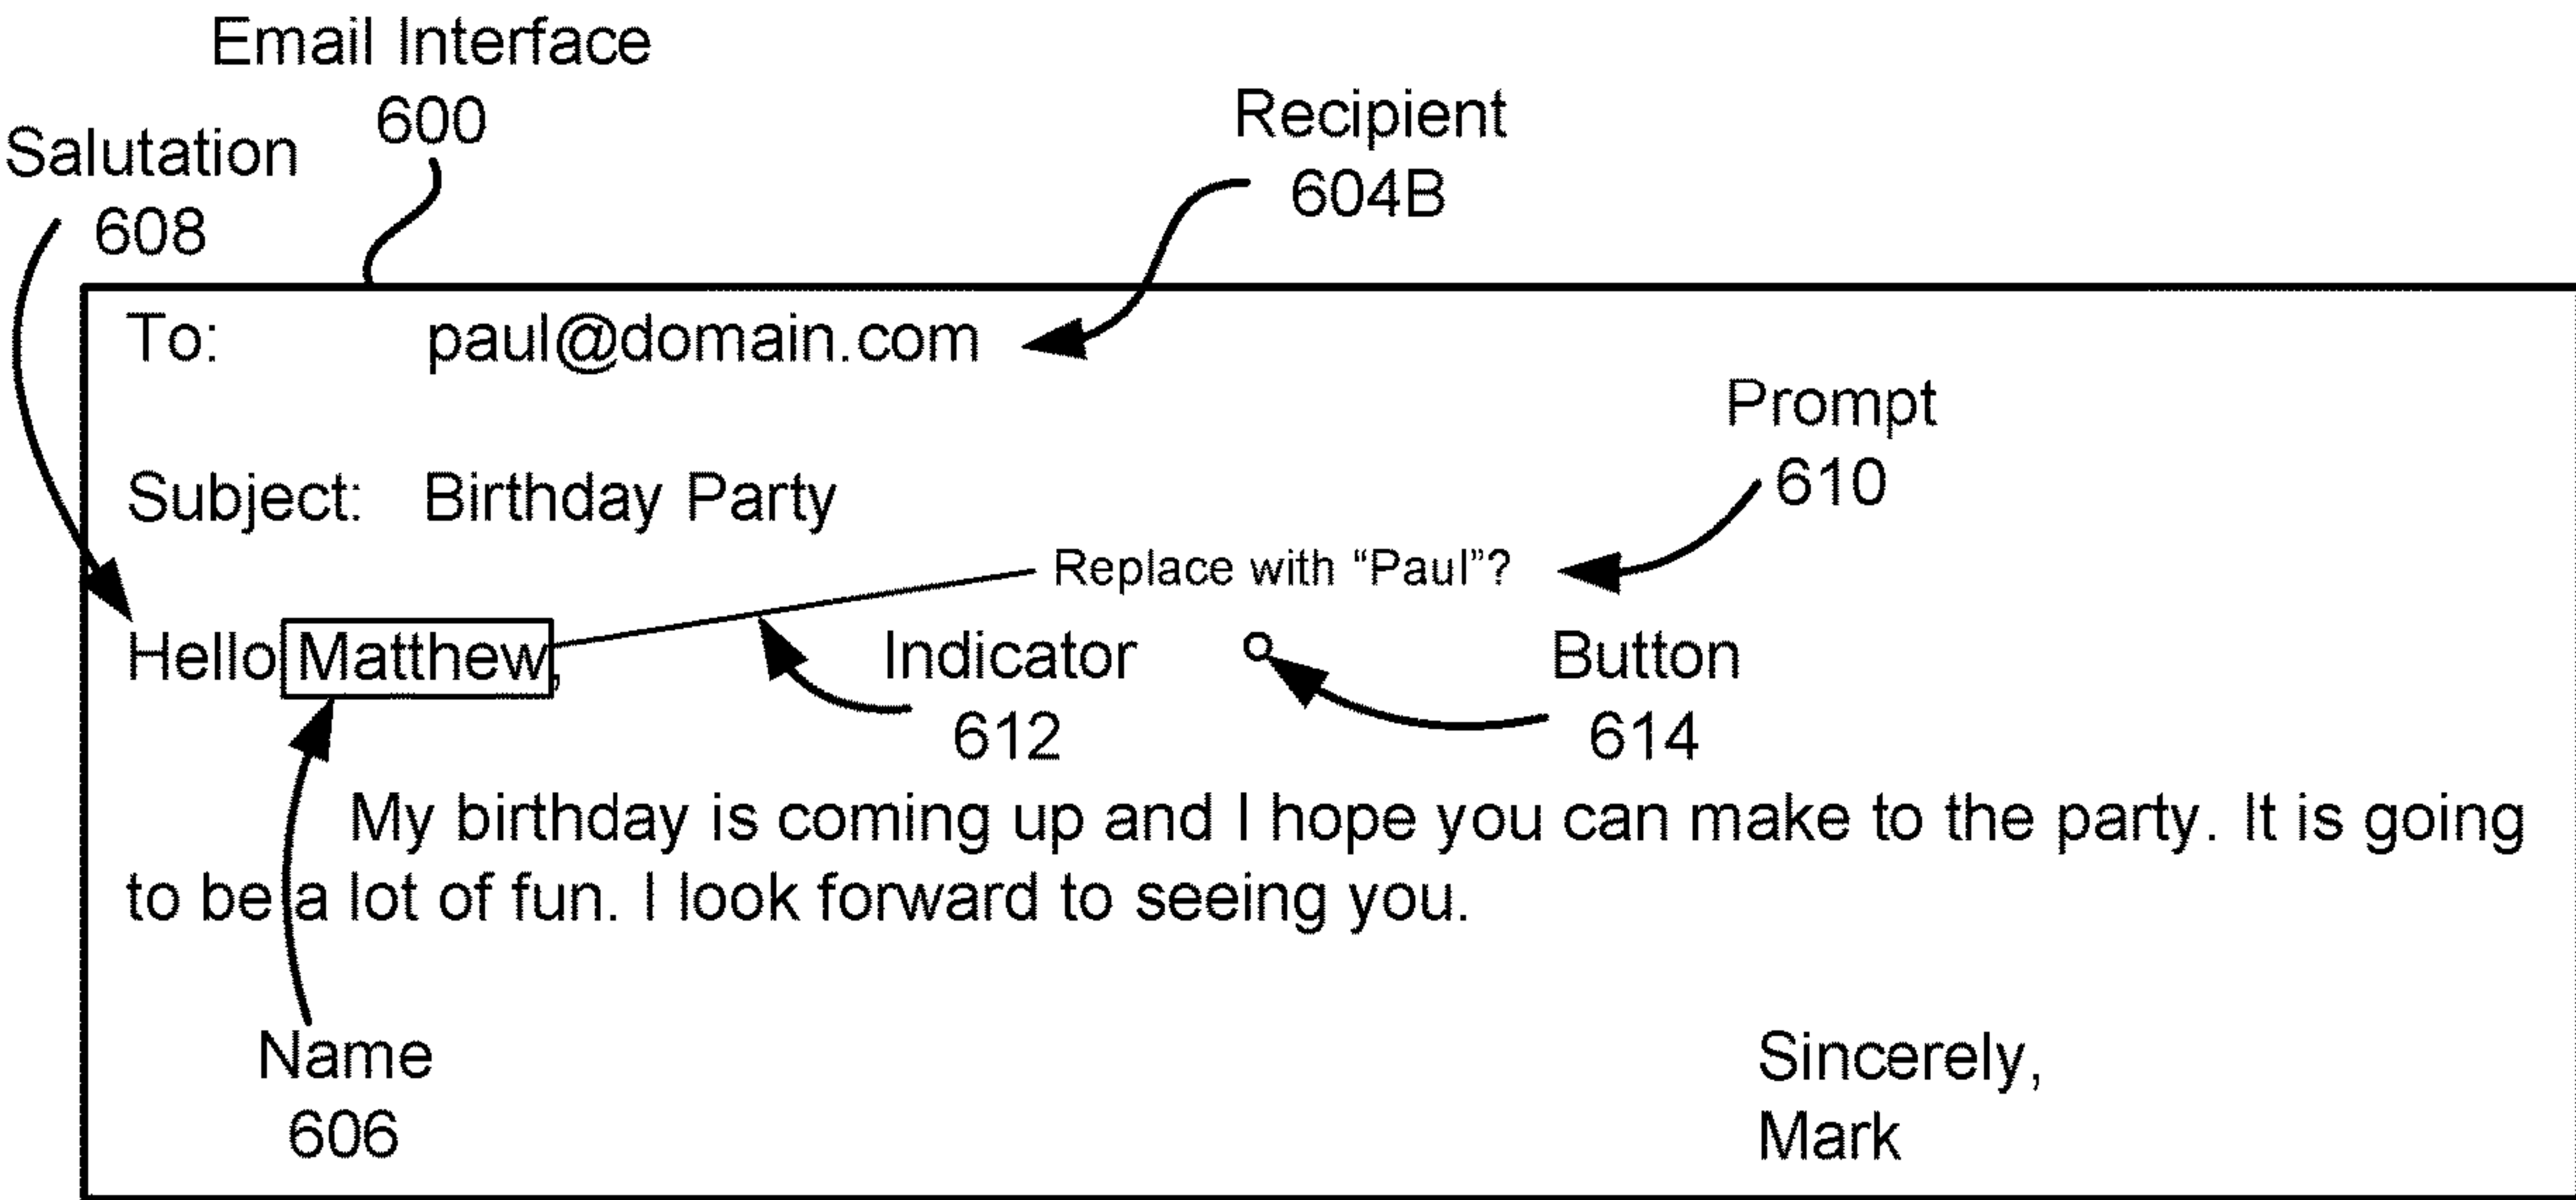 Email Interface
600
Recipient
604B
Salutation
608
To: paul@domain.com
Prompt
610
Subject: Birthday Party
Replace with “Paul”?
Hello Matthew,
Indicator
612
Button
614
My birthday is coming up and I hope you can make to the party. It is going
to be a lot of fun. I look forward to seeing you.
Name
606
Sincerely,
Mark